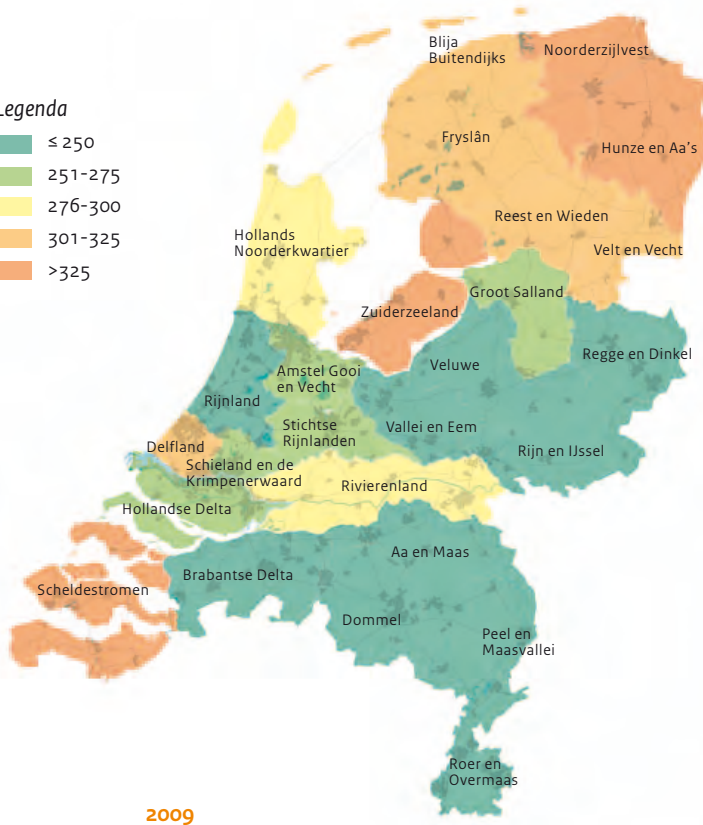 Legenda
≤ 250
251-275
276-300
301-325
>325
Blija
Buitendijks
Noorderzijlvest
Fryslân
Hunze en Aa's
Reest en Wieden
Hollands
Noorderkwartier
Velt en Vecht
Groot Salland
Zuiderzeeland
Regge en Dinkel
Veluwe
Amstel Gooi
en Vecht
Rijnland
Stichtse
Rijnlanden
Vallei en Eem
Delfland
Rijn en IJssel
Schieland en de
Krimpenerwaard
Rivierenland
Hollandse Delta
Aa en Maas
Brabantse Delta
Scheldestromen
Dommel
Peel en
Maasvallei
Roer en
Overmaas
2009